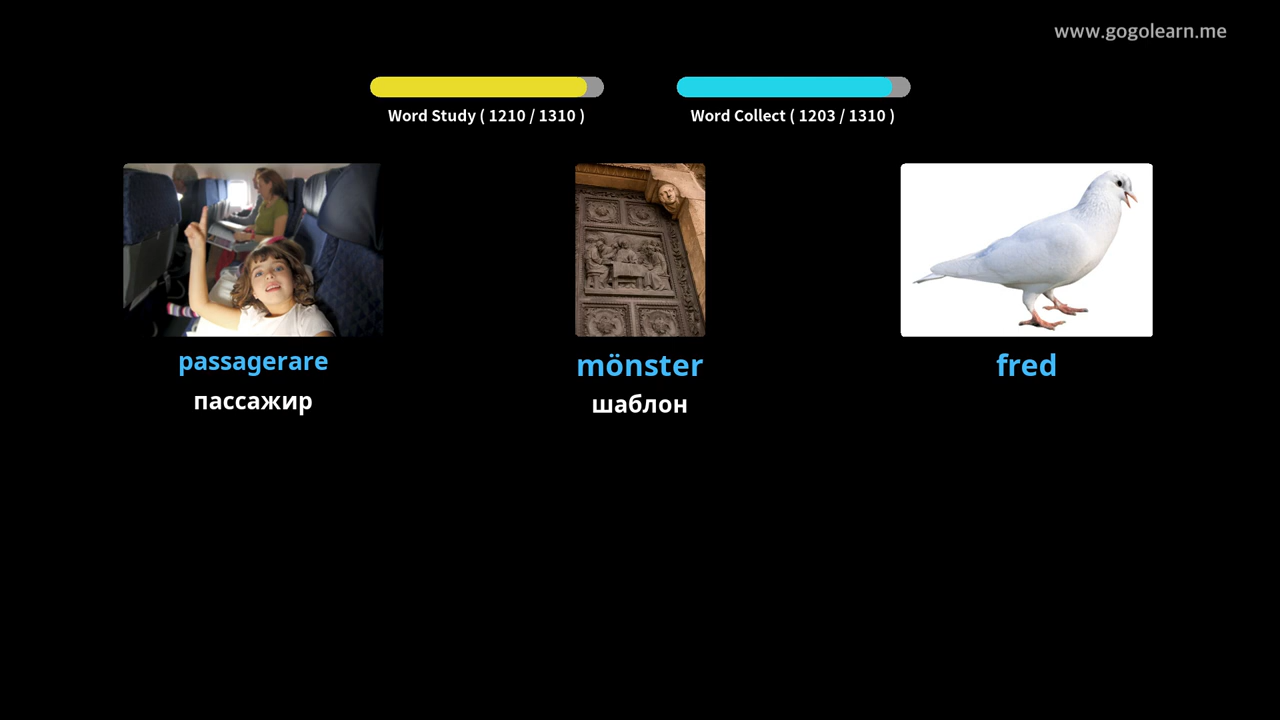 www.gogolearn.me
Word Study ( 1210 / 1310 )
Word Collect ( 1203 / 1310 )
passagerare
пассажир
mönster
шаблон
fred